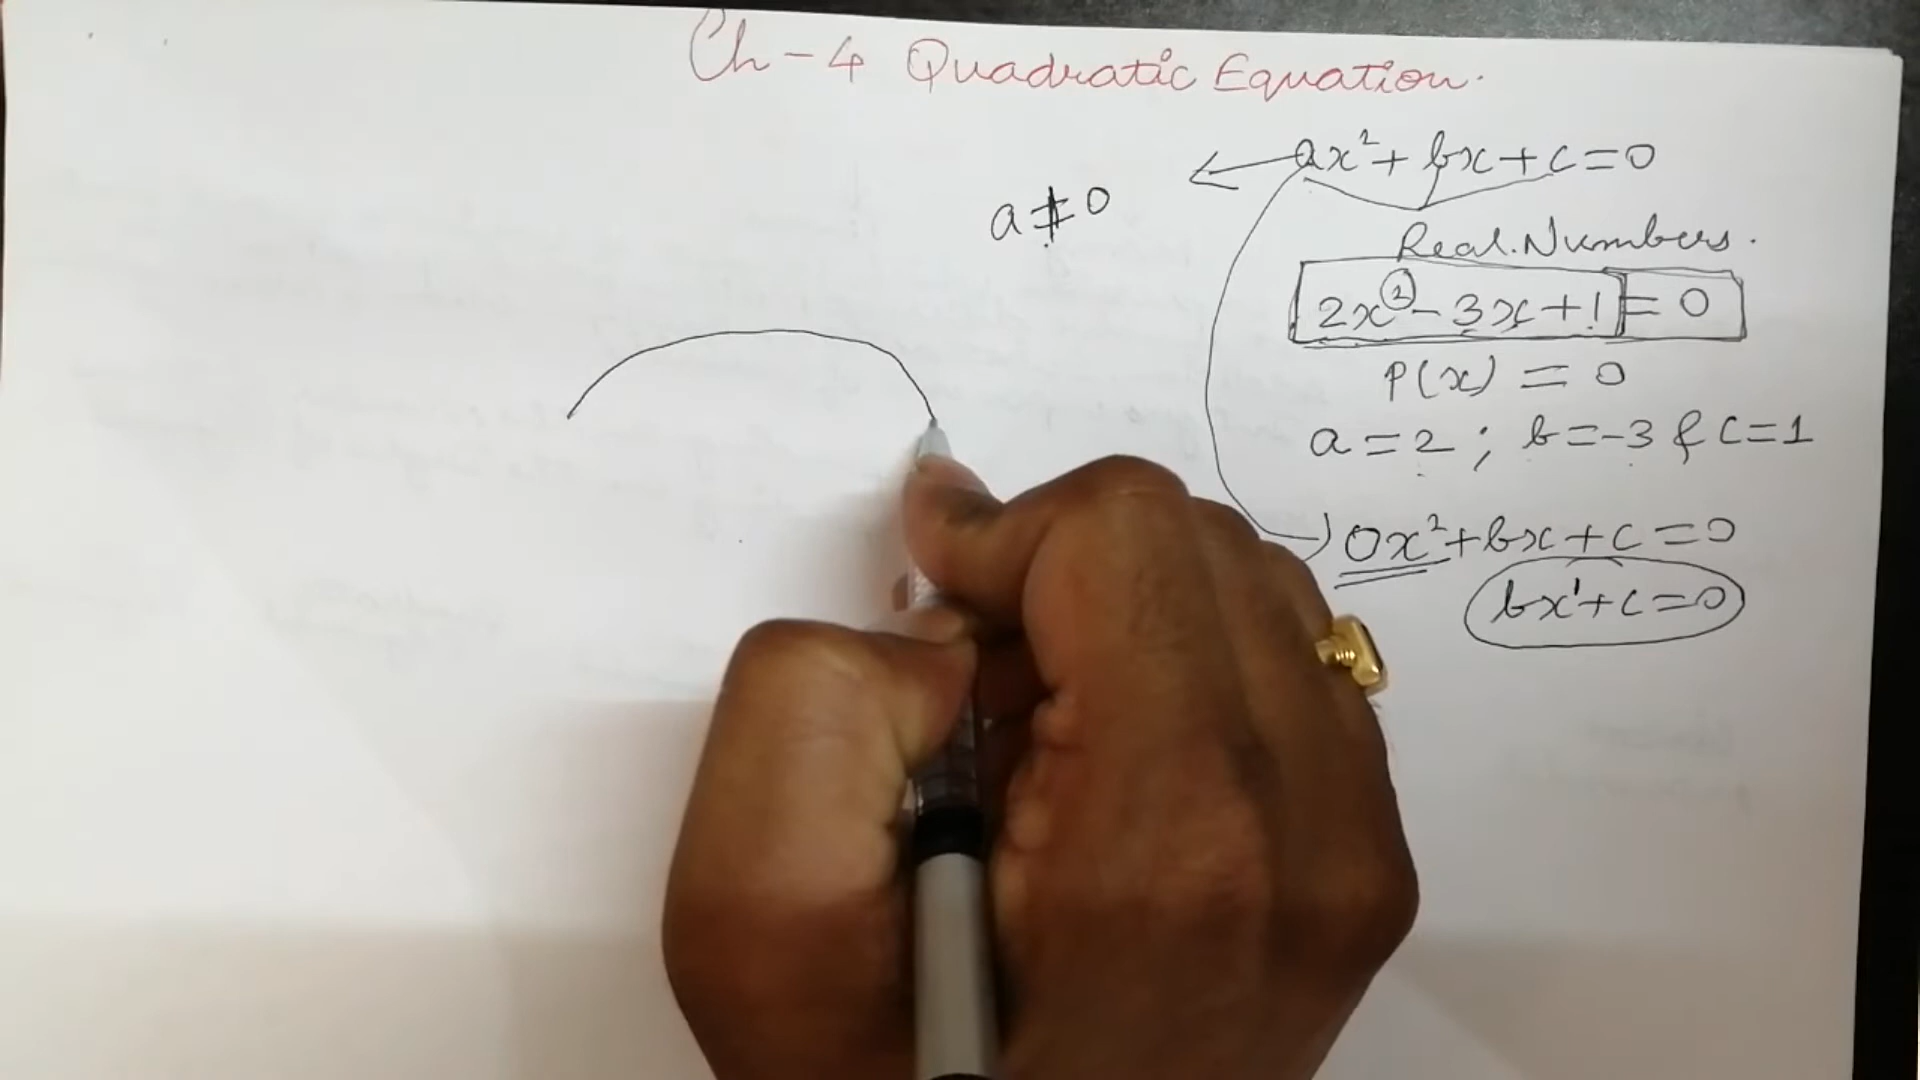 Ch-4 Quadratic Equation.
ax²+bx+c=0
a≠0
Real.Numbers.
2x²-3x+1=0
P(x)=0
a=2; b=-3 & c=1
0x²+bx+c=0
bx¹+c=0